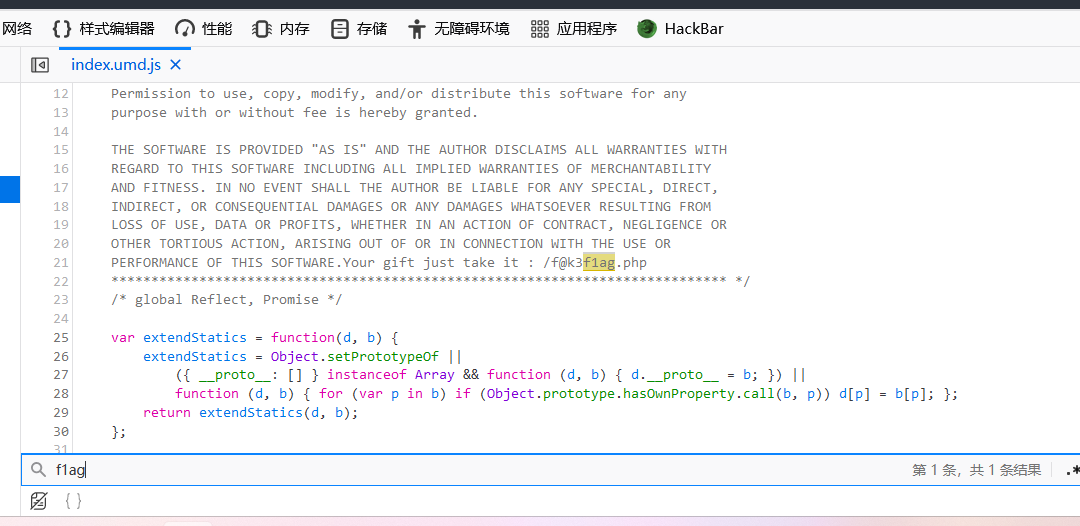 网络 样式编辑器 性能 内存 存储 无障碍环境 应用程序 HackBar
index.umd.js
12 Permission to use, copy, modify, and/or distribute this software for any
13 purpose with or without fee is hereby granted.
14
15 THE SOFTWARE IS PROVIDED "AS IS" AND THE AUTHOR DISCLAIMS ALL WARRANTIES WITH
16 REGARD TO THIS SOFTWARE INCLUDING ALL IMPLIED WARRANTIES OF MERCHANTABILITY
17 AND FITNESS. IN NO EVENT SHALL THE AUTHOR BE LIABLE FOR ANY SPECIAL, DIRECT,
18 INDIRECT, OR CONSEQUENTIAL DAMAGES OR ANY DAMAGES WHATSOEVER RESULTING FROM
19 LOSS OF USE, DATA OR PROFITS, WHETHER IN AN ACTION OF CONTRACT, NEGLIGENCE OR
20 OTHER TORTIOUS ACTION, ARISING OUT OF OR IN CONNECTION WITH THE USE OR
21 PERFORMANCE OF THIS SOFTWARE.Your gift just take it : /f@k3f1ag.php
22 ***************************************************************************** */
23 /* global Reflect, Promise */
24
25 var extendStatics = function(d, b) {
26     extendStatics = Object.setPrototypeOf ||
27         ({ __proto__: [] } instanceof Array && function (d, b) { d.__proto__ = b; }) ||
28         function (d, b) { for (var p in b) if (Object.prototype.hasOwnProperty.call(b, p)) d[p] = b[p]; };
29     return extendStatics(d, b);
30 };
31
f1ag 第 1 条，共 1 条结果 .*
{ }